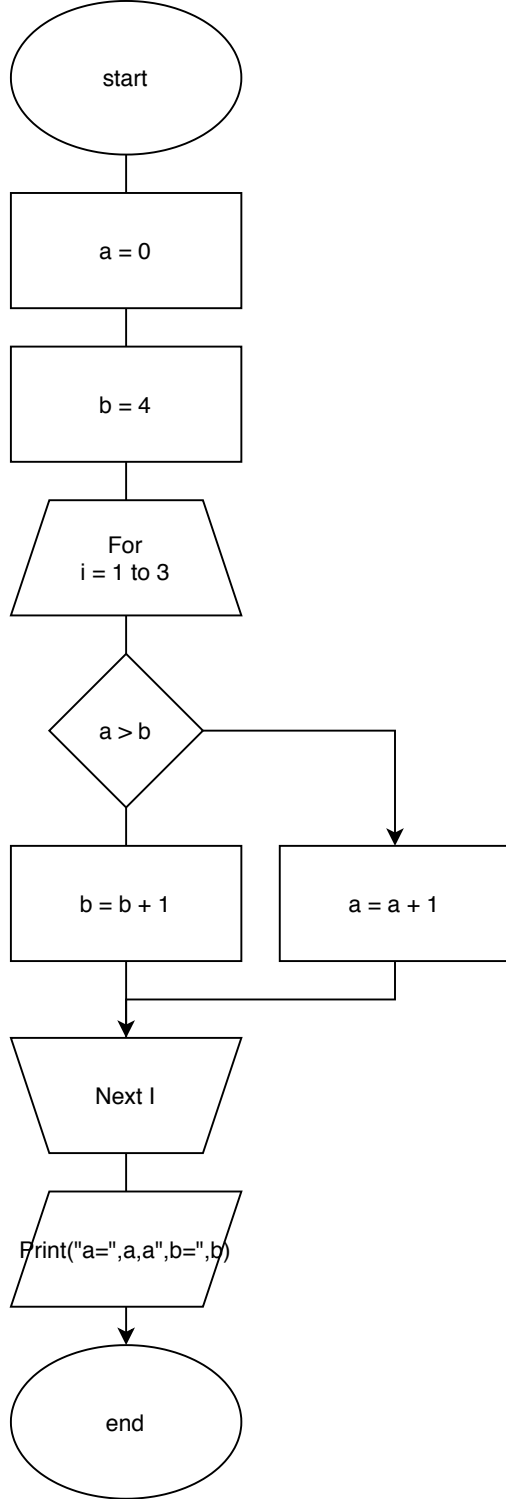 start
a = 0
b = 4
For
i = 1 to 3
a > b
b = b + 1
a = a + 1
Next I
Print("a=",a,a",b=",b)
end